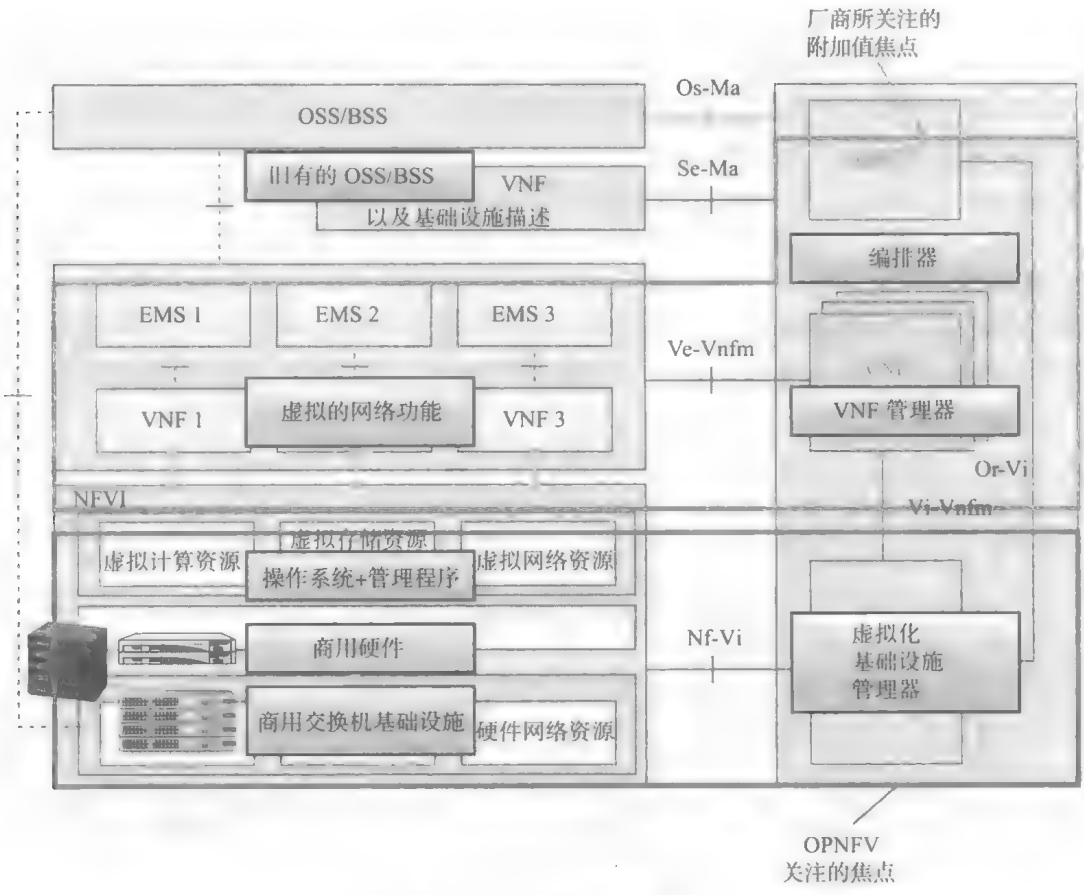 厂商所关注的
附加值焦点
Os-Ma
OSS/BSS
旧有的 OSS/BSS
VNF
以及基础设施描述
Se-Ma
编排器
EMS 1
EMS 2
EMS 3
Ve-Vnfm
VNF 1
虚拟的网络功能
VNF 3
VNF 管理器
Or-Vi
Vi-Vnfm
NFVI
虚拟计算资源
虚拟存储资源
虚拟网络资源
操作系统+管理程序
商用硬件
Nf-Vi
虚拟化
基础设施
管理器
商用交换机基础设施
硬件网络资源
OPNFV
关注的焦点